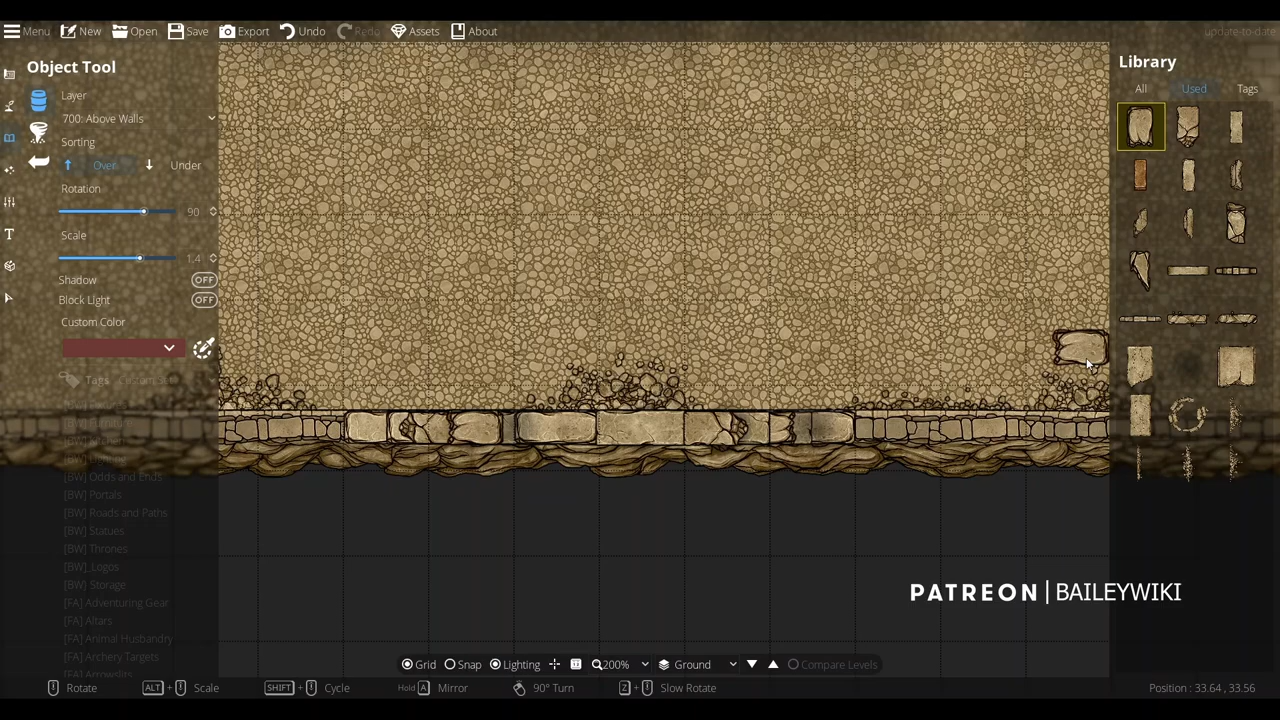 Menu New Open Save Export Undo Redo Assets About update-to-date
Object Tool
Layer
700: Above Walls
Sorting
Over Under
Rotation
90
Scale
1.4
Shadow OFF
Block Light OFF
Custom Color
Tags
[BW] Odds and Ends
[BW] Portals
[BW] Roads and Paths
[BW] Statues
[BW] Thrones
[BW]_Logos
[BW] Storage
[FA] Adventuring Gear
[FA] Altars
[FA] Animal Husbandry
[FA] Archery Targets
Library
All Used Tags
PATREON | BAILEYWIKI
Grid Snap Lighting 200% Ground Compare Levels
Rotate ALT + Scale SHIFT + Cycle Hold A Mirror 90° Turn Z + Slow Rotate Position : 33.64 , 33.56